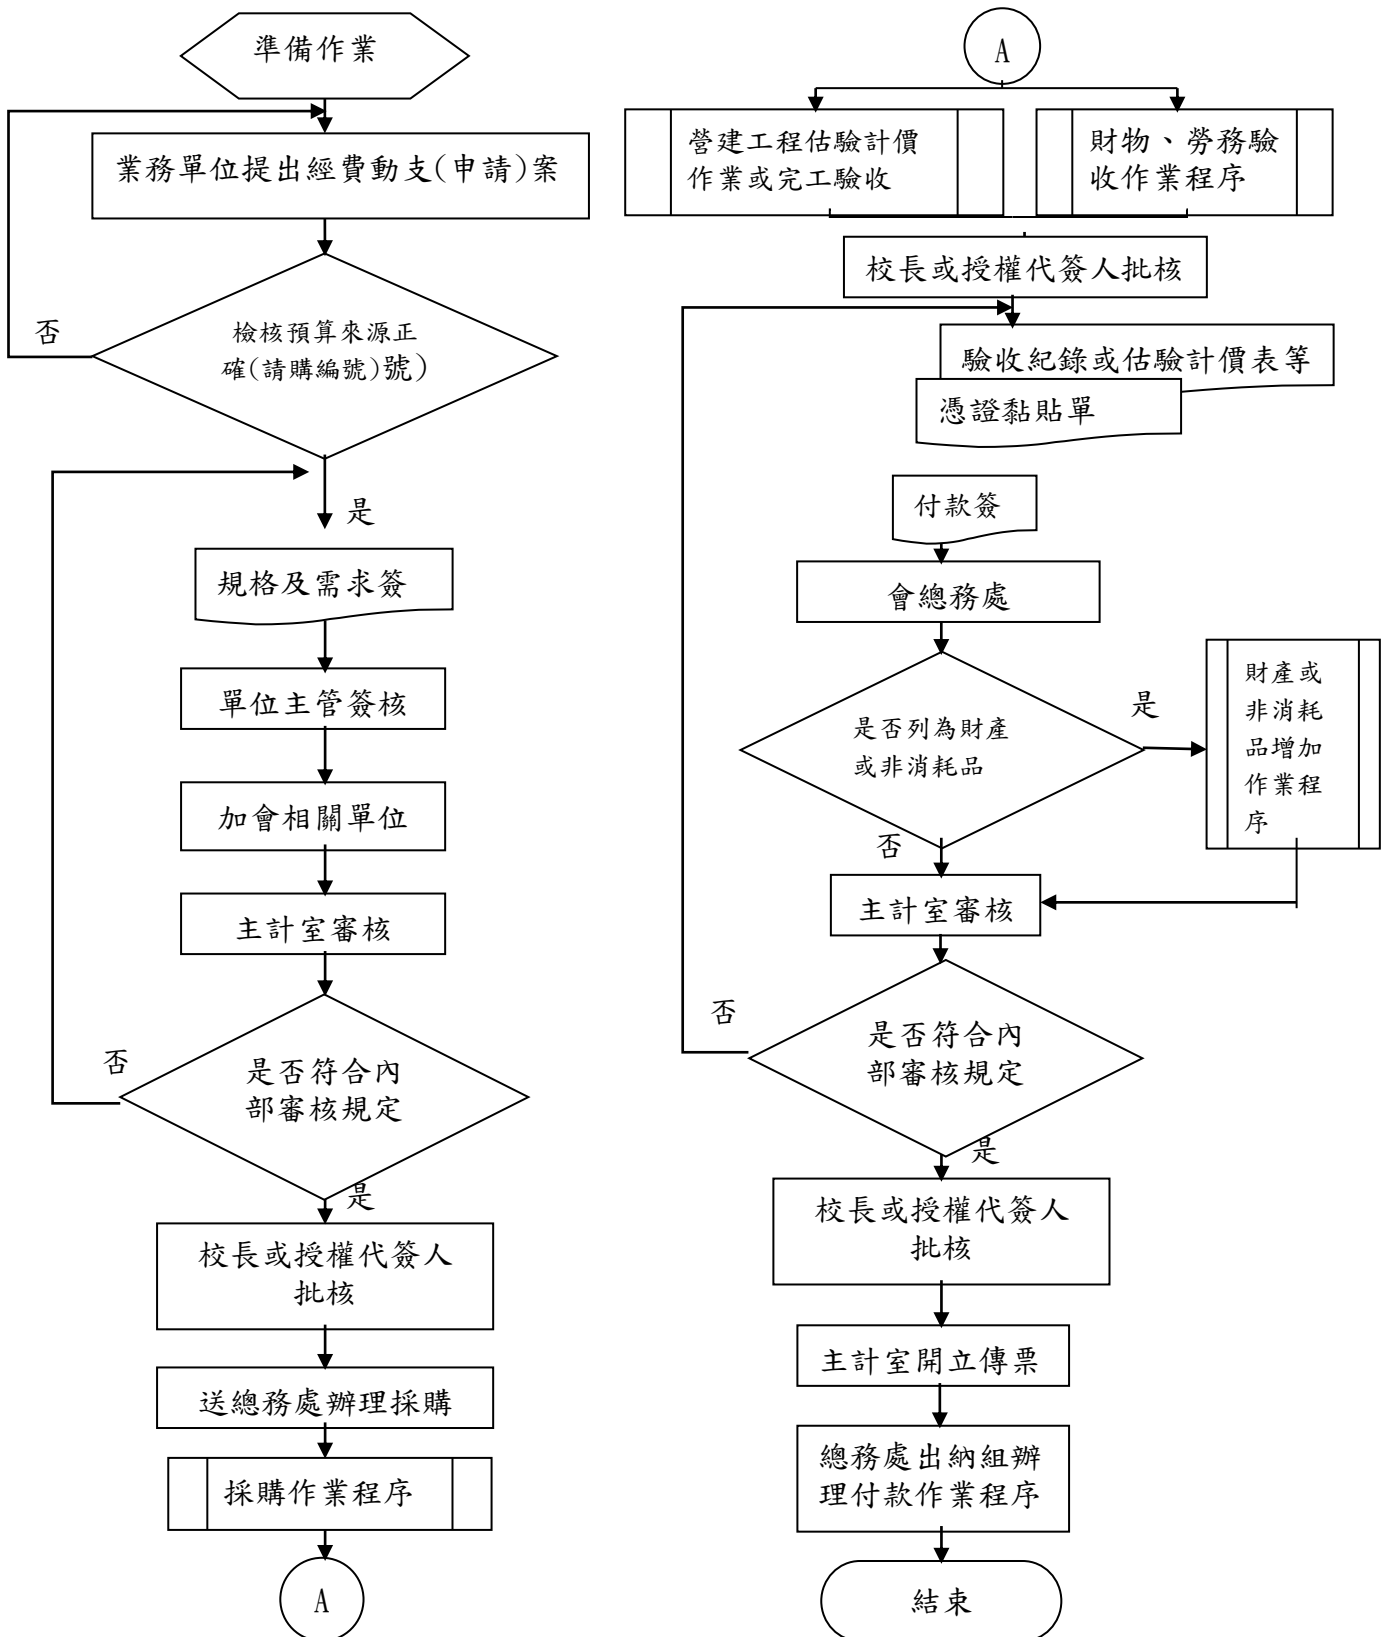 準備作業
業務單位提出經費動支(申請)案
檢核預算來源正
確(請購編號)號)
否
是
規格及需求簽
單位主管簽核
加會相關單位
主計室審核
是否符合內
部審核規定
否
是
校長或授權代簽人
批核
送總務處辦理採購
採購作業程序
A
A
營建工程估驗計價
作業或完工驗收
財物、勞務驗
收作業程序
校長或授權代簽人批核
驗收紀錄或估驗計價表等
憑證黏貼單
付款簽
會總務處
是否列為財產
或非消耗品
是
財產或
非消耗
品增加
作業程
序
否
主計室審核
是否符合內
部審核規定
否
是
校長或授權代簽人
批核
主計室開立傳票
總務處出納組辦
理付款作業程序
結束